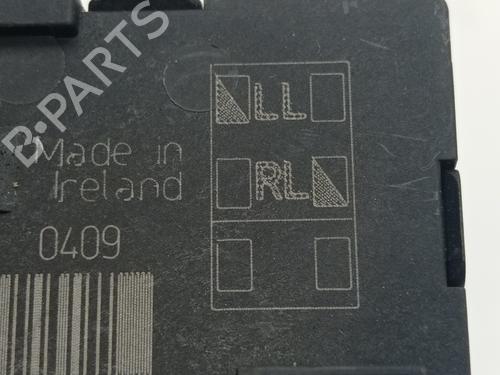 B-PARTS
LL
Made in
Ireland
RL
0409